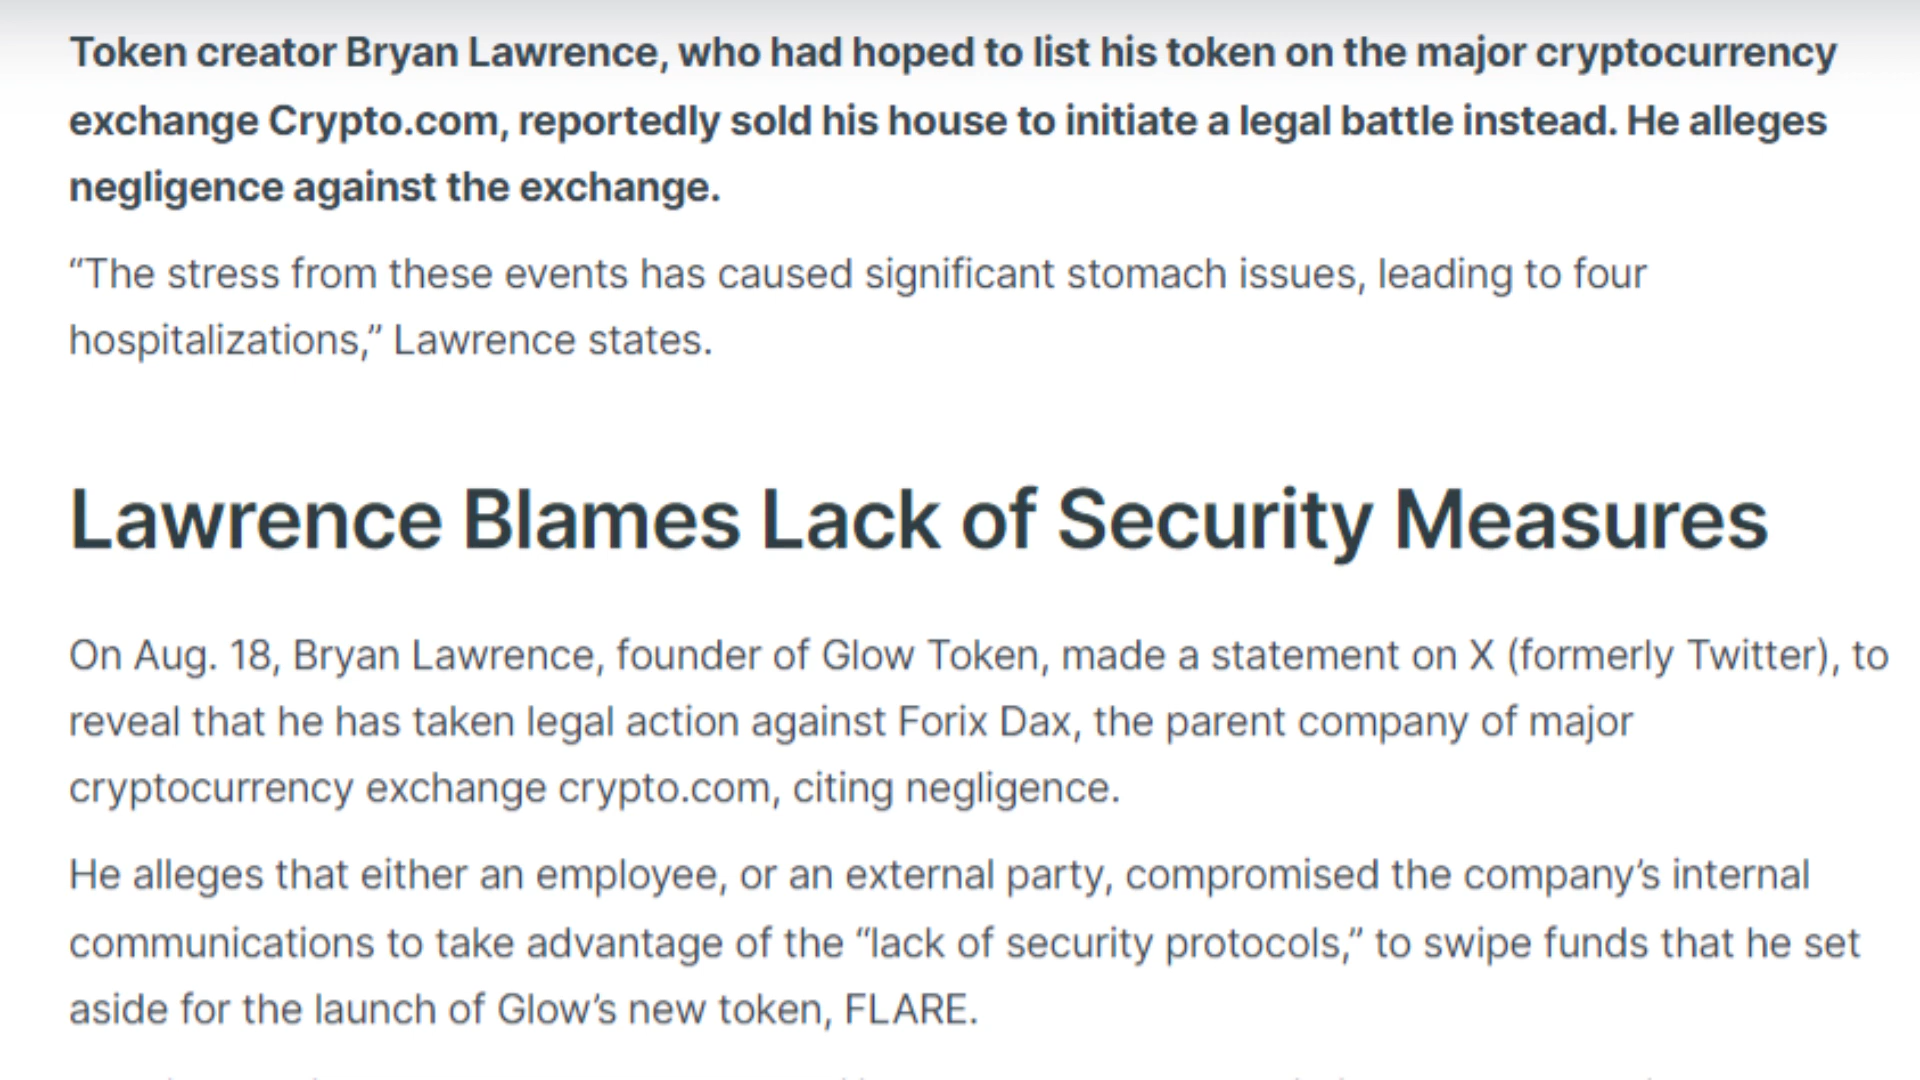 Token creator Bryan Lawrence, who had hoped to list his token on the major cryptocurrency
exchange Crypto.com, reportedly sold his house to initiate a legal battle instead. He alleges
negligence against the exchange.
“The stress from these events has caused significant stomach issues, leading to four
hospitalizations,” Lawrence states.
Lawrence Blames Lack of Security Measures
On Aug. 18, Bryan Lawrence, founder of Glow Token, made a statement on X (formerly Twitter), to
reveal that he has taken legal action against Forix Dax, the parent company of major
cryptocurrency exchange crypto.com, citing negligence.
He alleges that either an employee, or an external party, compromised the company’s internal
communications to take advantage of the “lack of security protocols,” to swipe funds that he set
aside for the launch of Glow’s new token, FLARE.